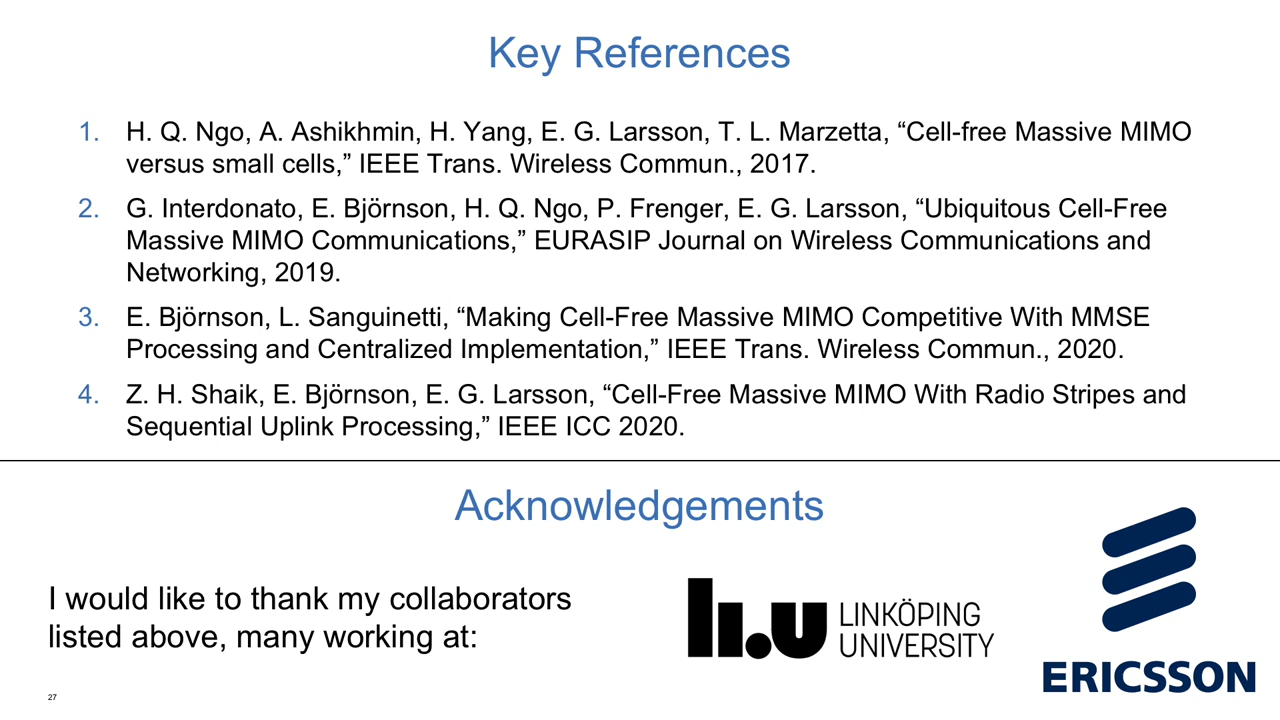 Key References
1. H. Q. Ngo, A. Ashikhmin, H. Yang, E. G. Larsson, T. L. Marzetta, “Cell-free Massive MIMO
versus small cells,” IEEE Trans. Wireless Commun., 2017.
2. G. Interdonato, E. Björnson, H. Q. Ngo, P. Frenger, E. G. Larsson, “Ubiquitous Cell-Free
Massive MIMO Communications,” EURASIP Journal on Wireless Communications and
Networking, 2019.
3. E. Björnson, L. Sanguinetti, “Making Cell-Free Massive MIMO Competitive With MMSE
Processing and Centralized Implementation,” IEEE Trans. Wireless Commun., 2020.
4. Z. H. Shaik, E. Björnson, E. G. Larsson, “Cell-Free Massive MIMO With Radio Stripes and
Sequential Uplink Processing,” IEEE ICC 2020.
Acknowledgements
I would like to thank my collaborators
listed above, many working at:
li.u
LINKÖPING
UNIVERSITY
ERICSSON
27